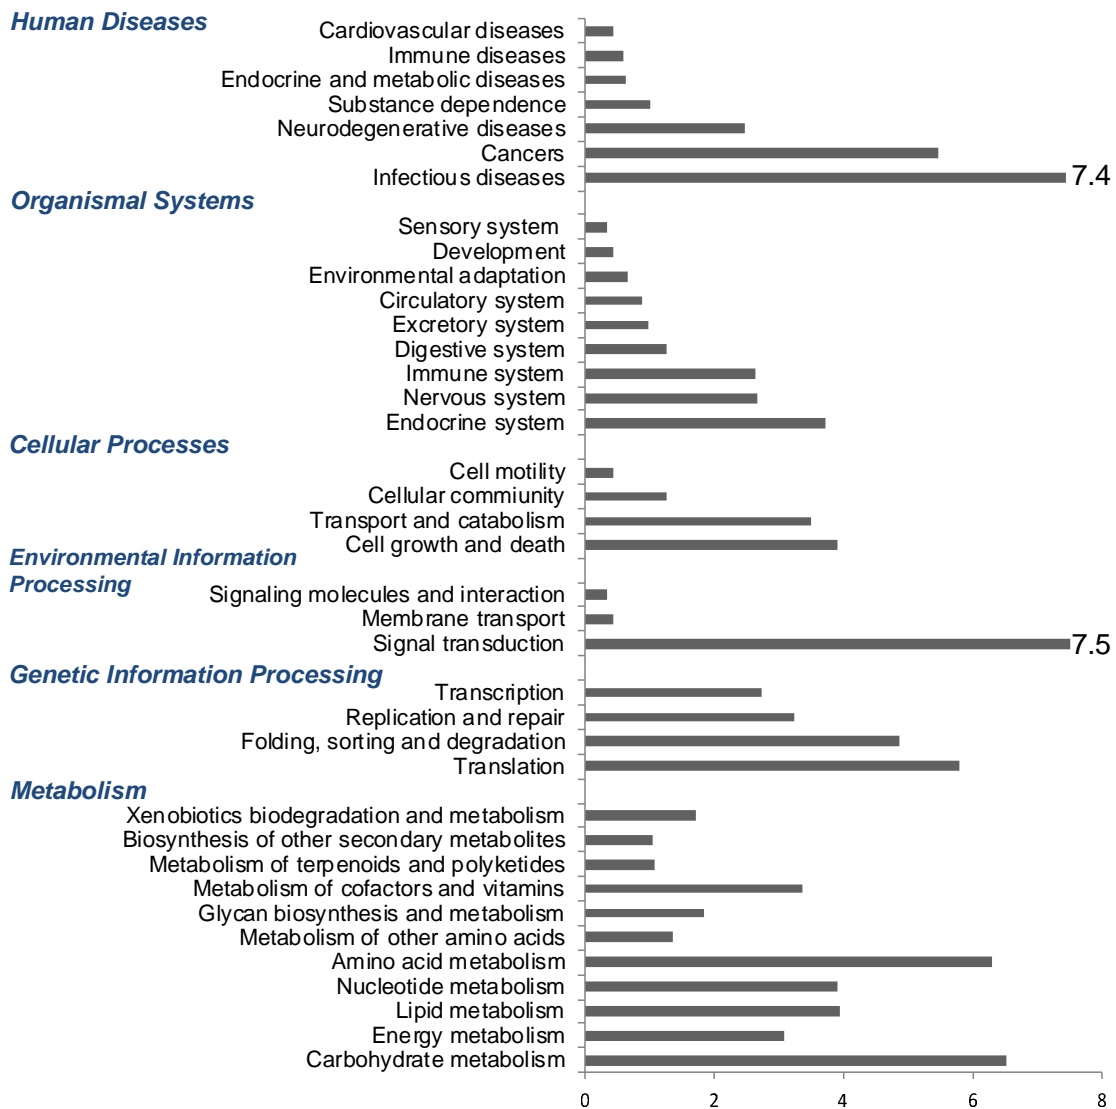 Human Diseases
Cardiovascular diseases
Immune diseases
Endocrine and metabolic diseases
Substance dependence
Neurodegenerative diseases
Cancers
Infectious diseases 7.4
Organismal Systems
Sensory system
Development
Environmental adaptation
Circulatory system
Excretory system
Digestive system
Immune system
Nervous system
Endocrine system
Cellular Processes
Cell motility
Cellular commiunity
Transport and catabolism
Cell growth and death
Environmental Information
Processing
Signaling molecules and interaction
Membrane transport
Signal transduction 7.5
Genetic Information Processing
Transcription
Replication and repair
Folding, sorting and degradation
Translation
Metabolism
Xenobiotics biodegradation and metabolism
Biosynthesis of other secondary metabolites
Metabolism of terpenoids and polyketides
Metabolism of cofactors and vitamins
Glycan biosynthesis and metabolism
Metabolism of other amino acids
Amino acid metabolism
Nucleotide metabolism
Lipid metabolism
Energy metabolism
Carbohydrate metabolism
0 2 4 6 8